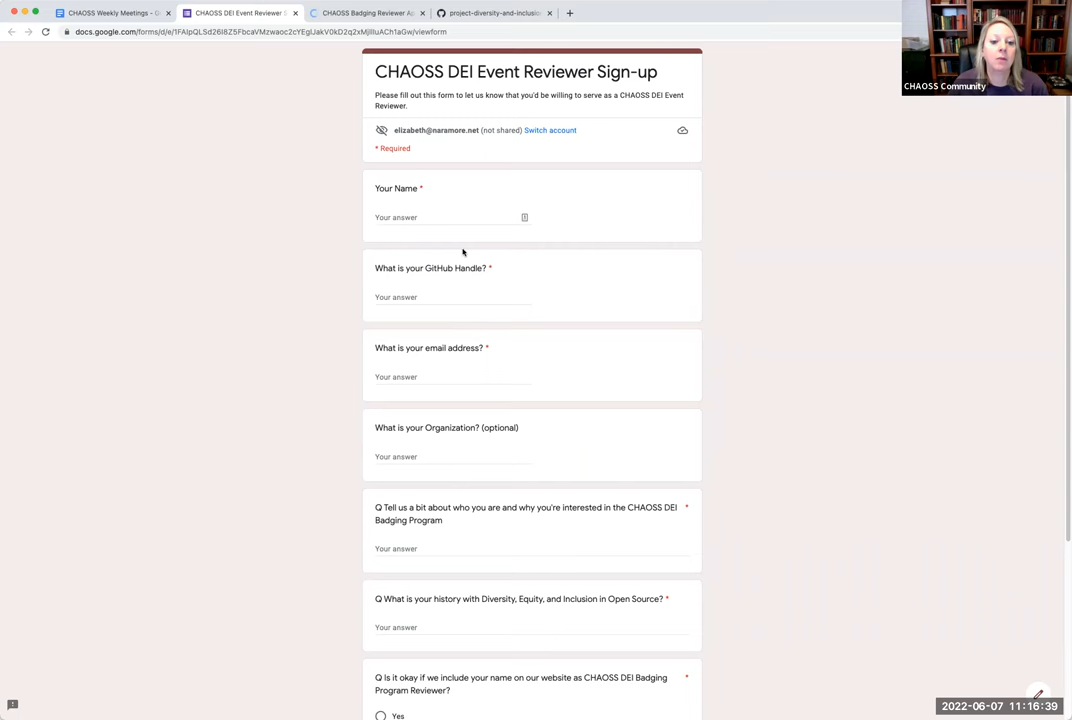 CHAOSS Weekly Meetings - G
CHAOSS DEI Event Reviewer S
CHAOSS Badging Reviewer Ap
project-diversity-and-inclusion
docs.google.com/forms/d/e/
CHAOSS Community
CHAOSS DEI Event Reviewer Sign-up
Please fill out this form to let us know that you'd be willing to serve as a CHAOSS DEI Event
Reviewer.
elizabeth@naramore.net (not shared) Switch account
* Required
Your Name *
Your answer
What is your GitHub Handle? *
Your answer
What is your email address? *
Your answer
What is your Organization? (optional)
Your answer
Q Tell us a bit about who you are and why you're interested in the CHAOSS DEI *
Badging Program
Your answer
Q What is your history with Diversity, Equity, and Inclusion in Open Source? *
Your answer
Q Is it okay if we include your name on our website as CHAOSS DEI Badging *
Program Reviewer?
Yes
2022-06-07 11:16:39